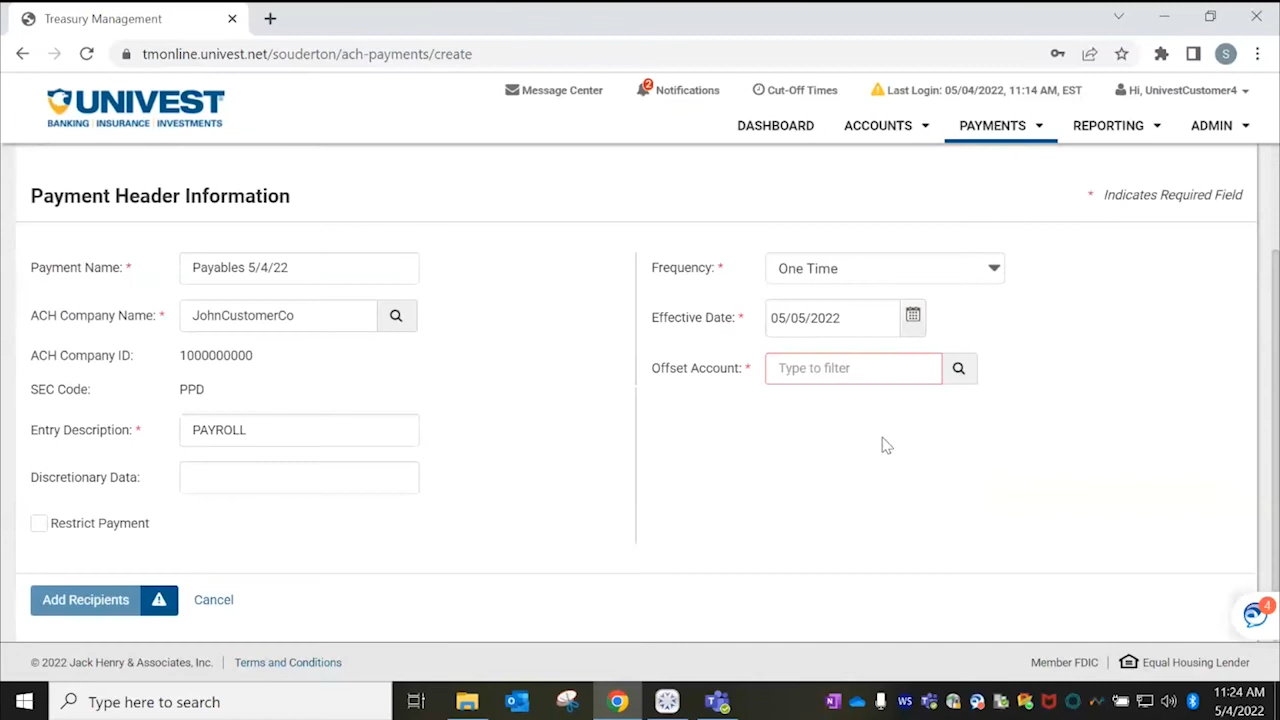 Treasury Management
tmonline.univest.net/souderton/ach-payments/create
S
UNIVEST
BANKING | INSURANCE | INVESTMENTS
Message Center
2
Notifications
Cut-Off Times
Last Login: 05/04/2022, 11:14 AM, EST
Hi, UnivestCustomer4
DASHBOARD
ACCOUNTS
PAYMENTS
REPORTING
ADMIN
Payment Header Information
* Indicates Required Field
Payment Name: *
Payables 5/4/22
ACH Company Name: *
JohnCustomerCo
ACH Company ID:
1000000000
SEC Code:
PPD
Entry Description: *
PAYROLL
Discretionary Data:
Restrict Payment
Frequency: *
One Time
Effective Date: *
05/05/2022
Offset Account: *
Type to filter
Add Recipients
Cancel
4
© 2022 Jack Henry & Associates, Inc. | Terms and Conditions
Member FDIC | Equal Housing Lender
Type here to search
WS
11:24 AM
5/4/2022